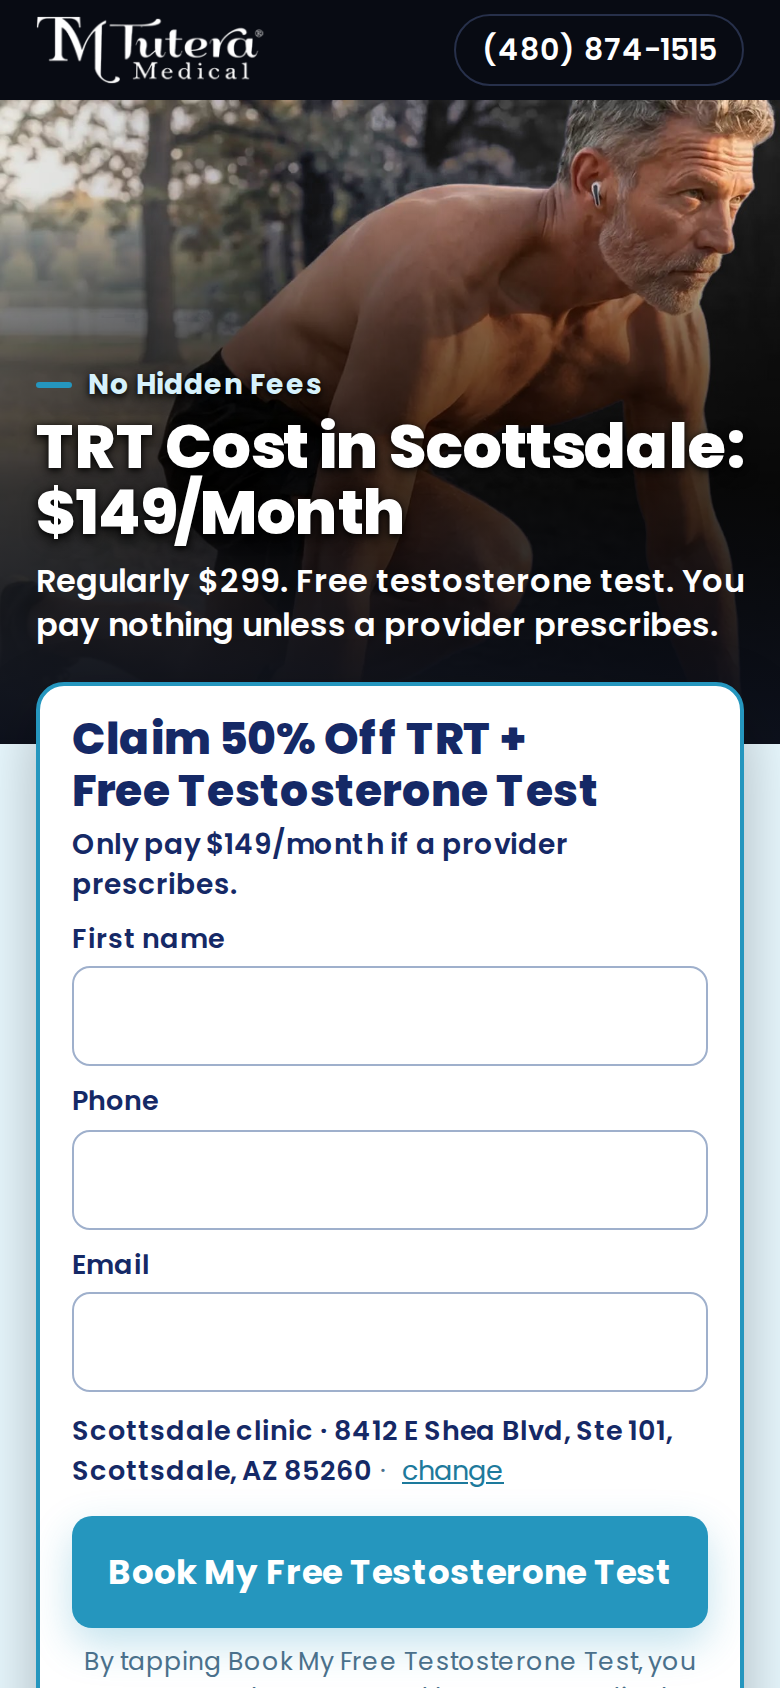 TM Tutera®
Medical
(480) 874-1515
No Hidden Fees
TRT Cost in Scottsdale:
$149/Month
Regularly $299. Free testosterone test. You
pay nothing unless a provider prescribes.
Claim 50% Off TRT +
Free Testosterone Test
Only pay $149/month if a provider
prescribes.
First name
Phone
Email
Scottsdale clinic · 8412 E Shea Blvd, Ste 101,
Scottsdale, AZ 85260 · change
Book My Free Testosterone Test
By tapping Book My Free Testosterone Test, you